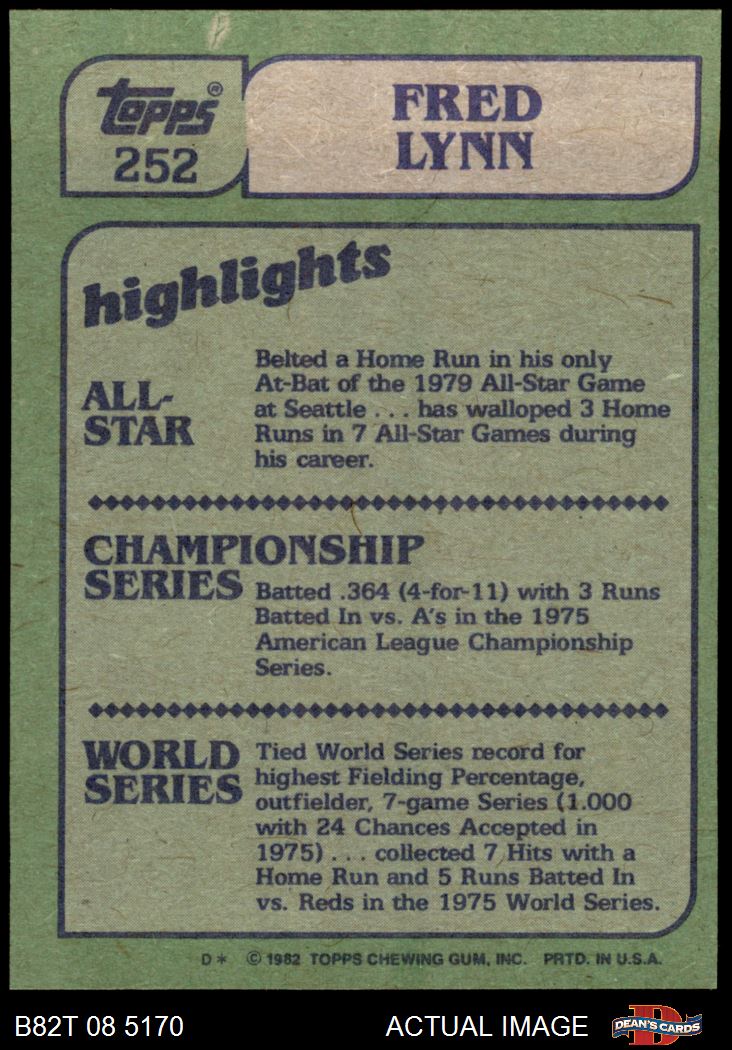 topps®
252
FRED
LYNN
highlights
ALL-
STAR
Belted a Home Run in his only
At-Bat of the 1979 All-Star Game
at Seattle . . . has walloped 3 Home
Runs in 7 All-Star Games during
his career.
CHAMPIONSHIP
SERIES
Batted .364 (4-for-11) with 3 Runs
Batted In vs. A's in the 1975
American League Championship
Series.
WORLD
SERIES
Tied World Series record for
highest Fielding Percentage,
outfielder, 7-game Series (1.000
with 24 Chances Accepted in
1975) . . . collected 7 Hits with a
Home Run and 5 Runs Batted In
vs. Reds in the 1975 World Series.
D* © 1982 TOPPS CHEWING GUM, INC. PRTD. IN U.S.A.
B82T 08 5170
ACTUAL IMAGE
D
DEAN'S CARDS